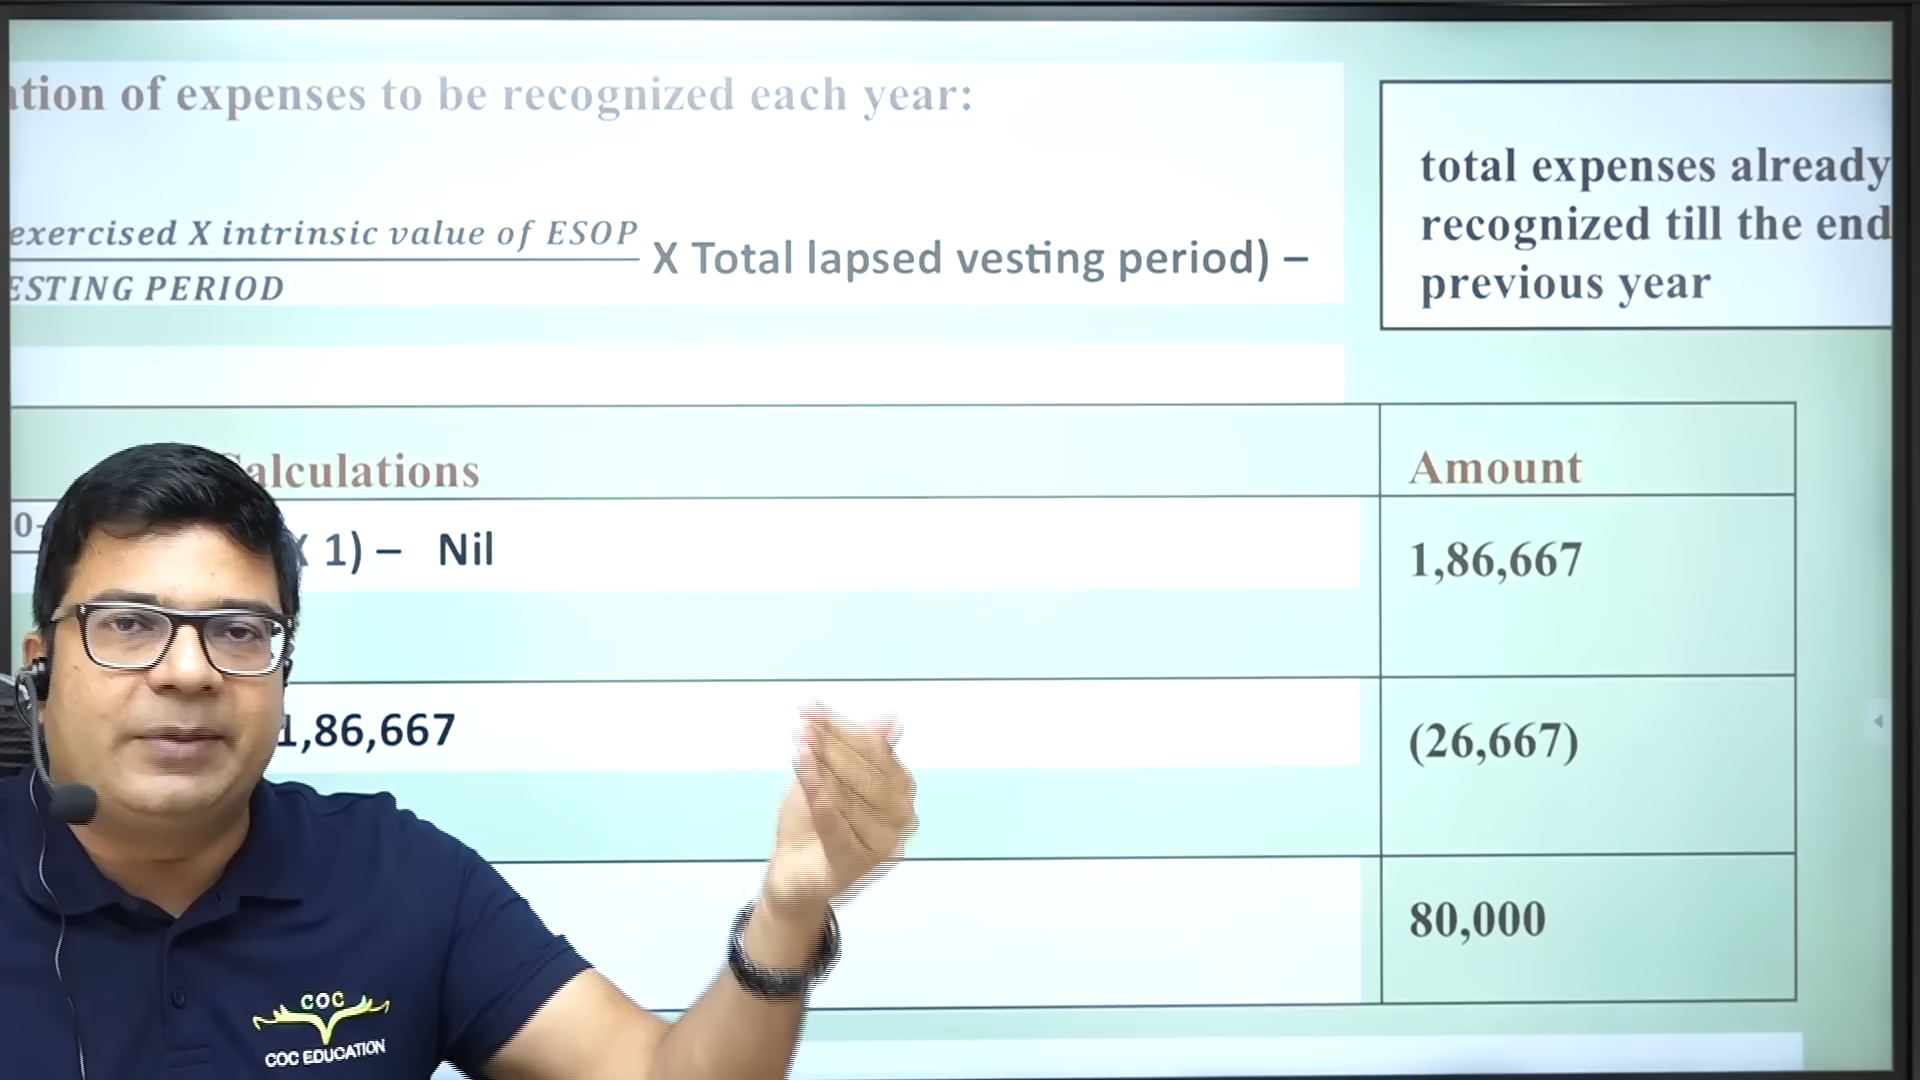 tion of expenses to be recognized each year:
exercised X intrinsic value of ESOP
ESTING PERIOD
X Total lapsed vesting period) –
total expenses already
recognized till the end
previous year
Calculations
Amount
0-
X 1) – Nil
1,86,667
1,86,667
(26,667)
80,000
COC
COC EDUCATION